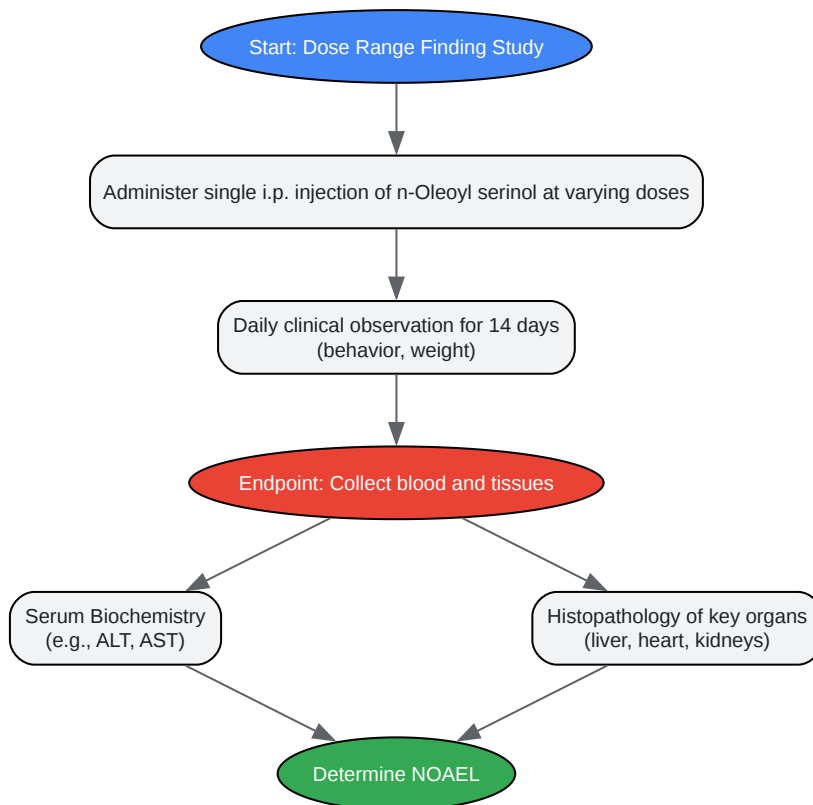 Start: Dose Range Finding Study
Administer single i.p. injection of n-Oleoyl serinol at varying doses
Daily clinical observation for 14 days
(behavior, weight)
Endpoint: Collect blood and tissues
Serum Biochemistry
(e.g., ALT, AST)
Histopathology of key organs
(liver, heart, kidneys)
Determine NOAEL